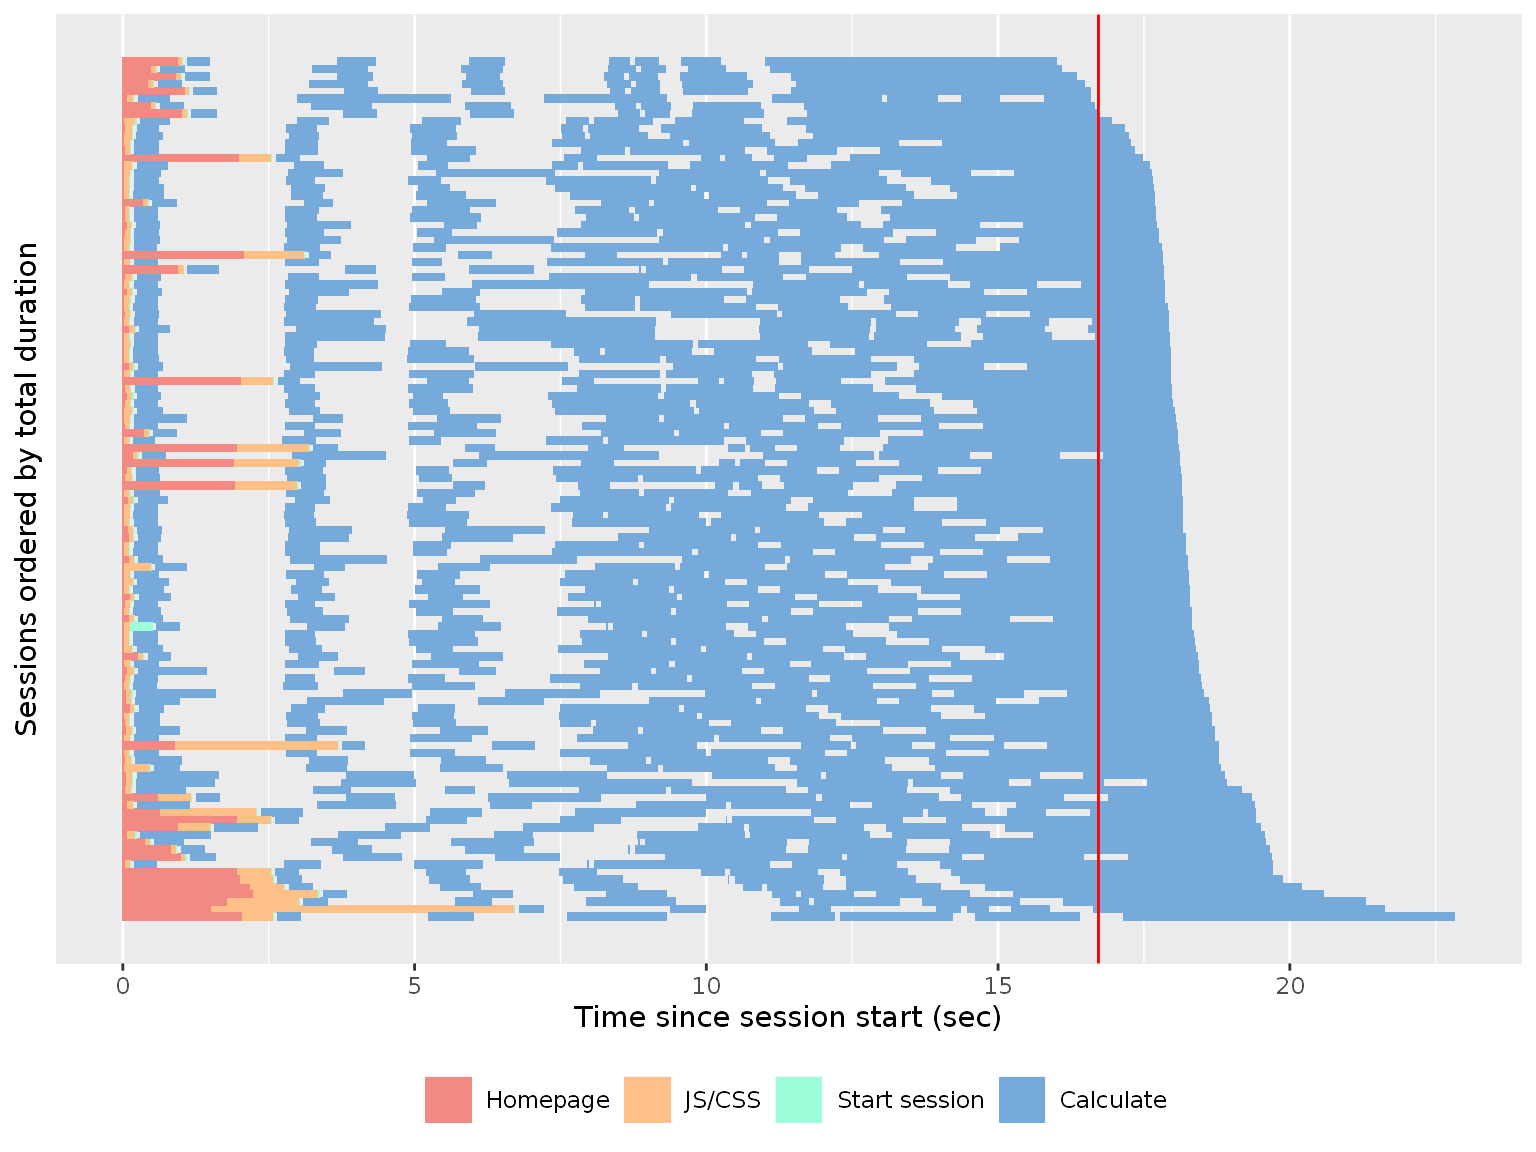 Sessions ordered by total duration
0 5 10 15 20
Time since session start (sec)
Homepage JS/CSS Start session Calculate